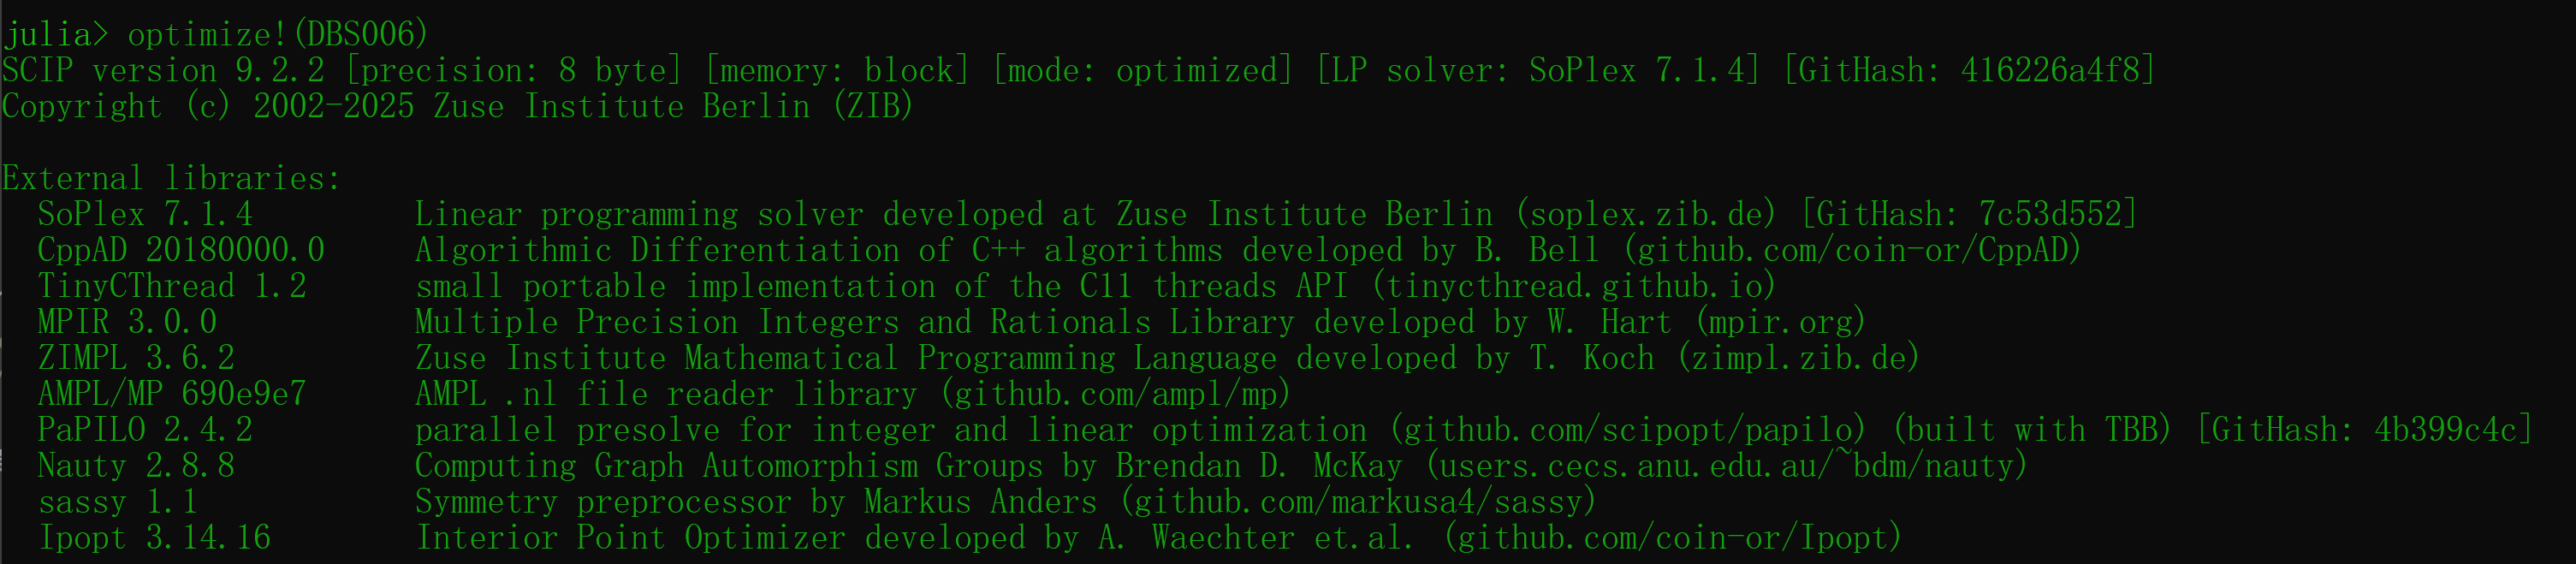 julia> optimize!(DBS006)
SCIP version 9.2.2 [precision: 8 byte] [memory: block] [mode: optimized] [LP solver: SoPlex 7.1.4] [GitHash: 416226a4f8]
Copyright (c) 2002-2025 Zuse Institute Berlin (ZIB)

External libraries:
  SoPlex 7.1.4         Linear programming solver developed at Zuse Institute Berlin (soplex.zib.de) [GitHash: 7c53d552]
  CppAD 20180000.0     Algorithmic Differentiation of C++ algorithms developed by B. Bell (github.com/coin-or/CppAD)
  TinyCThread 1.2      small portable implementation of the C11 threads API (tinycthread.github.io)
  MPIR 3.0.0           Multiple Precision Integers and Rationals Library developed by W. Hart (mpir.org)
  ZIMPL 3.6.2          Zuse Institute Mathematical Programming Language developed by T. Koch (zimpl.zib.de)
  AMPL/MP 690e9e7      AMPL .nl file reader library (github.com/ampl/mp)
  PaPILO 2.4.2         parallel presolve for integer and linear optimization (github.com/scipopt/papilo) (built with TBB) [GitHash: 4b399c4c]
  Nauty 2.8.8          Computing Graph Automorphism Groups by Brendan D. McKay (users.cecs.anu.edu.au/~bdm/nauty)
  sassy 1.1            Symmetry preprocessor by Markus Anders (github.com/markusa4/sassy)
  Ipopt 3.14.16        Interior Point Optimizer developed by A. Waechter et.al. (github.com/coin-or/Ipopt)